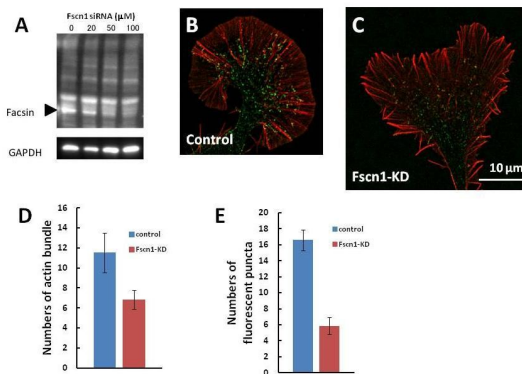 A
Fscn1 siRNA (µM)
0 20 50 100
Facsin
GAPDH
B
Control
C
Fscn1-KD
10 µm
D
Numbers of actin bundle
16
14
12
10
8
6
4
2
0
control
Fscn1-KD
E
Numbers of
fluorescent puncta
18
16
14
12
10
8
6
4
2
0
control
Fscn1-KD